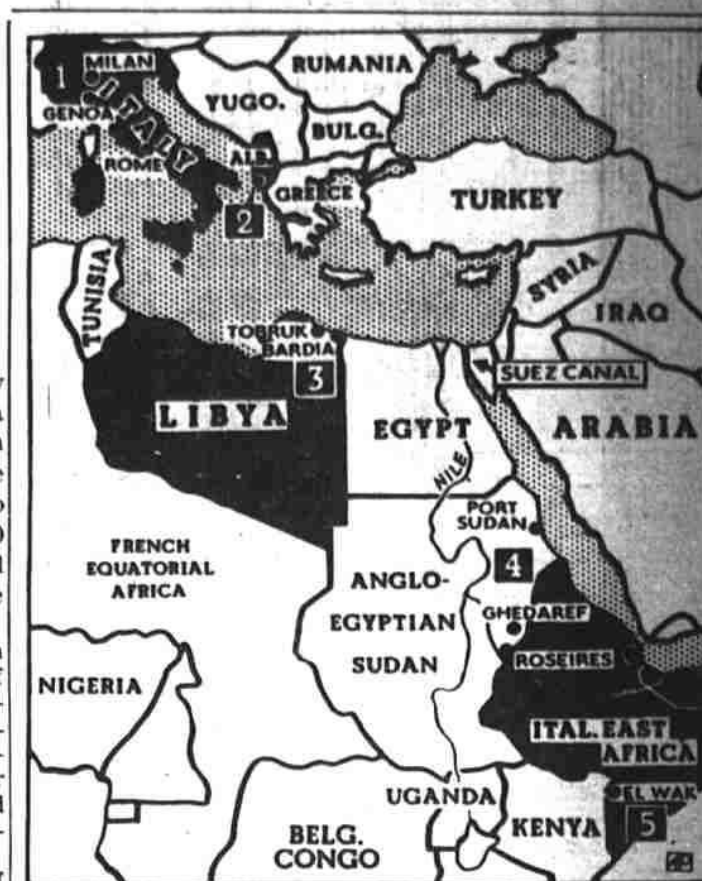 1
MILAN
GENOA
ITALY
ROME
YUGO.
RUMANIA
BULG.
ALB.
GREECE
2
TURKEY
SYRIA
IRAQ
TUNISIA
TOBRUK
BARDIA
3
LIBYA
SUEZ CANAL
EGYPT
ARABIA
NILE
PORT
SUDAN
4
FRENCH
EQUATORIAL
AFRICA
ANGLO-
EGYPTIAN
SUDAN
GHEDAREF
ROSEIRES
NIGERIA
ITAL. EAST
AFRICA
UGANDA
EL WAK
KENYA
5
BELG.
CONGO